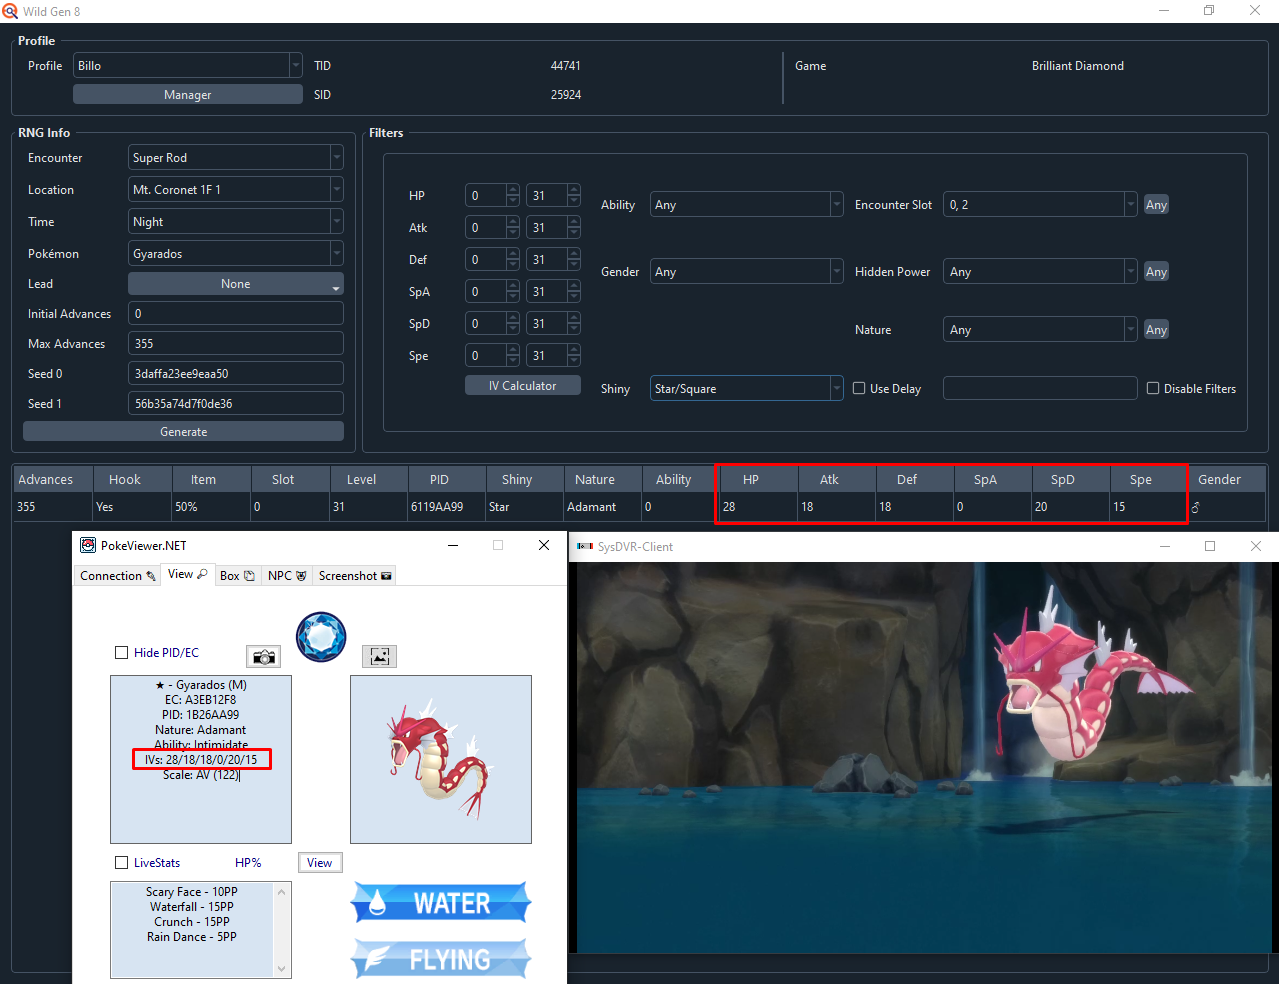 Wild Gen 8
Profile
Profile Billo TID 44741 Game Brilliant Diamond
Manager SID 25924
RNG Info
Encounter Super Rod
Location Mt. Coronet 1F 1
Time Night
Pokémon Gyarados
Lead None
Initial Advances 0
Max Advances 355
Seed 0 3daffa23ee9eaa50
Seed 1 56b35a74d7f0de36
Generate
Filters
HP 0 31
Atk 0 31
Def 0 31
SpA 0 31
SpD 0 31
Spe 0 31
IV Calculator
Ability Any Encounter Slot 0, 2 Any
Gender Any Hidden Power Any Any
Nature Any Any
Shiny Star/Square Use Delay Disable Filters
Advances Hook Item Slot Level PID Shiny Nature Ability HP Atk Def SpA SpD Spe Gender
355 Yes 50% 0 31 6119AA99 Star Adamant 0 28 18 18 0 20 15 ♂
PokeViewer.NET
Connection View Box NPC Screenshot
Hide PID/EC
★ - Gyarados (M)
EC: A3EB12F8
PID: 1B26AA99
Nature: Adamant
Ability: Intimidate
IVs: 28/18/18/0/20/15
Scale: AV (122)
LiveStats HP% View
Scary Face - 10PP
Waterfall - 15PP
Crunch - 15PP
Rain Dance - 5PP
WATER
FLYING
SysDVR-Client